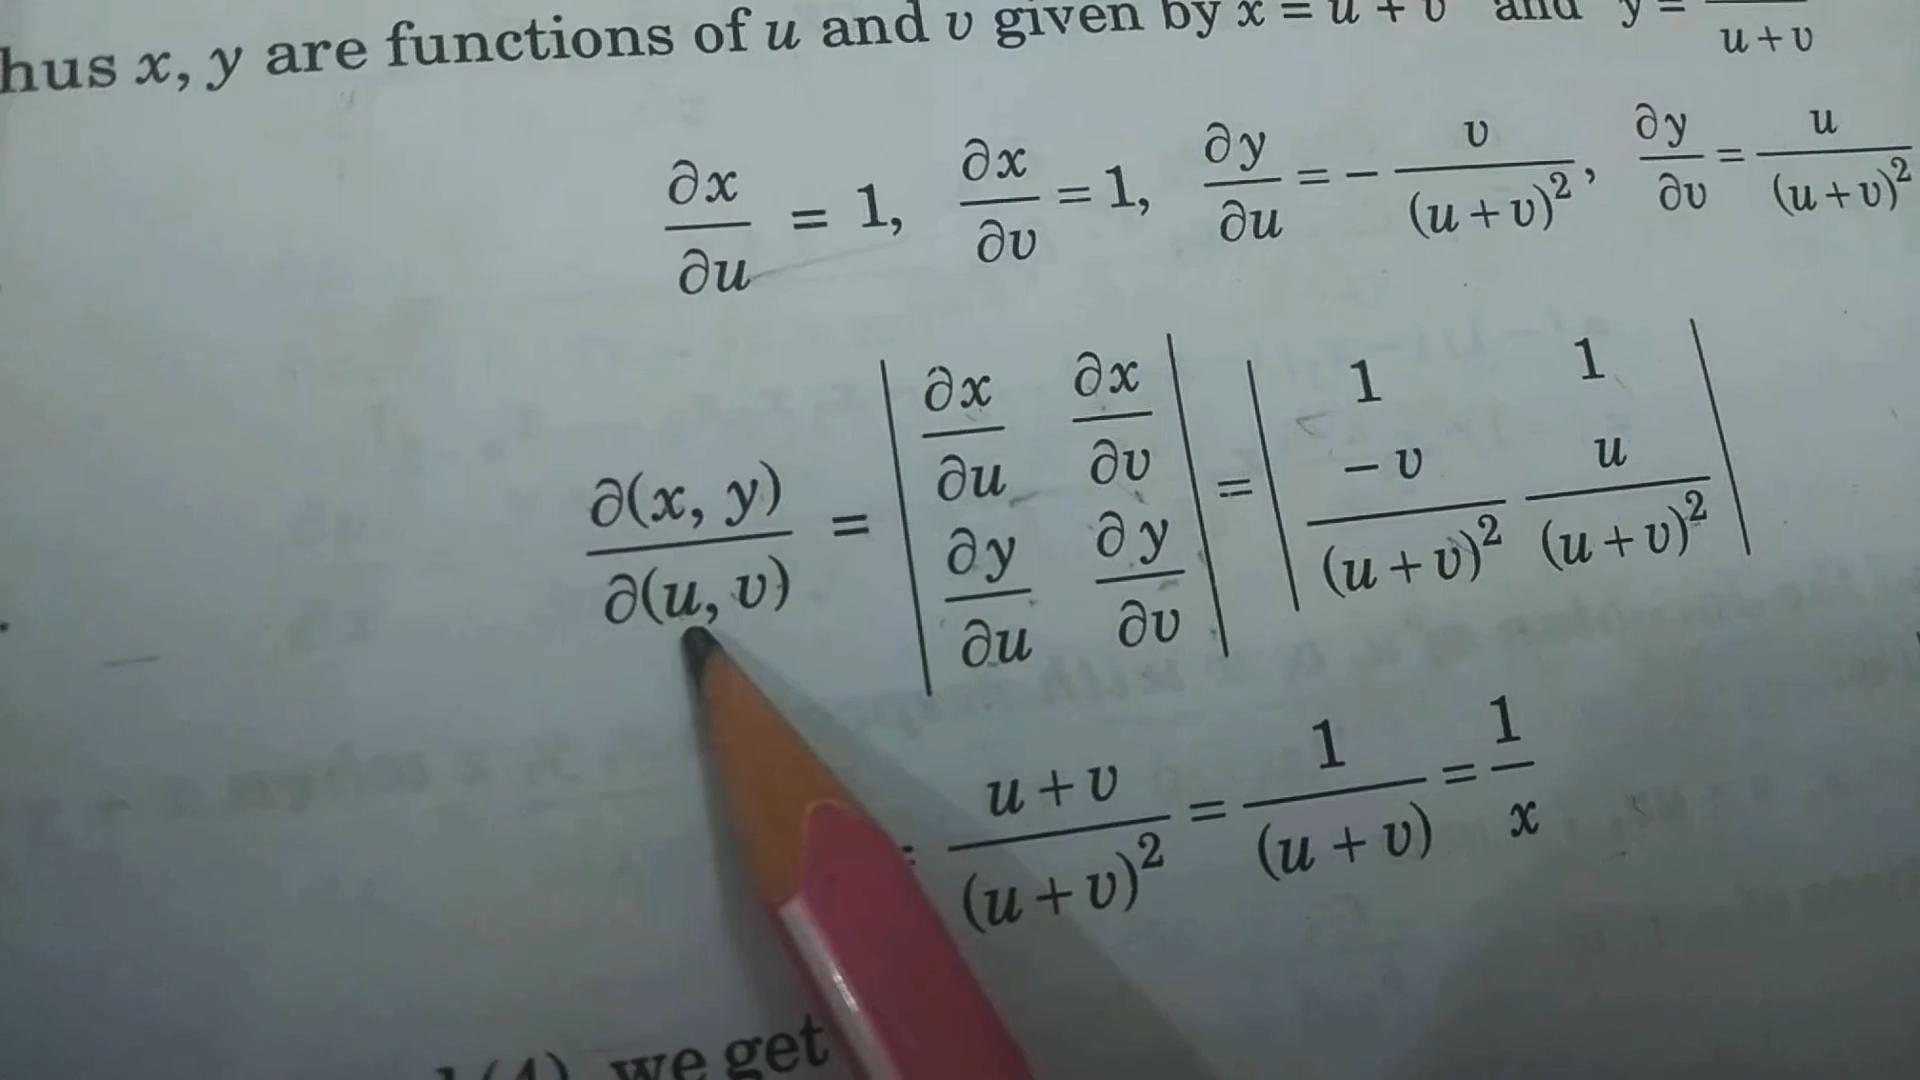 hus x, y are functions of u and v given by x = u + v and y = ―/(u + v)
∂x/∂u = 1, ∂x/∂v = 1, ∂y/∂u = − v/(u + v)², ∂y/∂v = u/(u + v)²
∂(x, y)/∂(u, v) = | ∂x/∂u ∂x/∂v ; ∂y/∂u ∂y/∂v | = | 1 1 ; −v/(u + v)² u/(u + v)² |
= (u + v)/(u + v)² = 1/(u + v) = 1/x
(4) we get